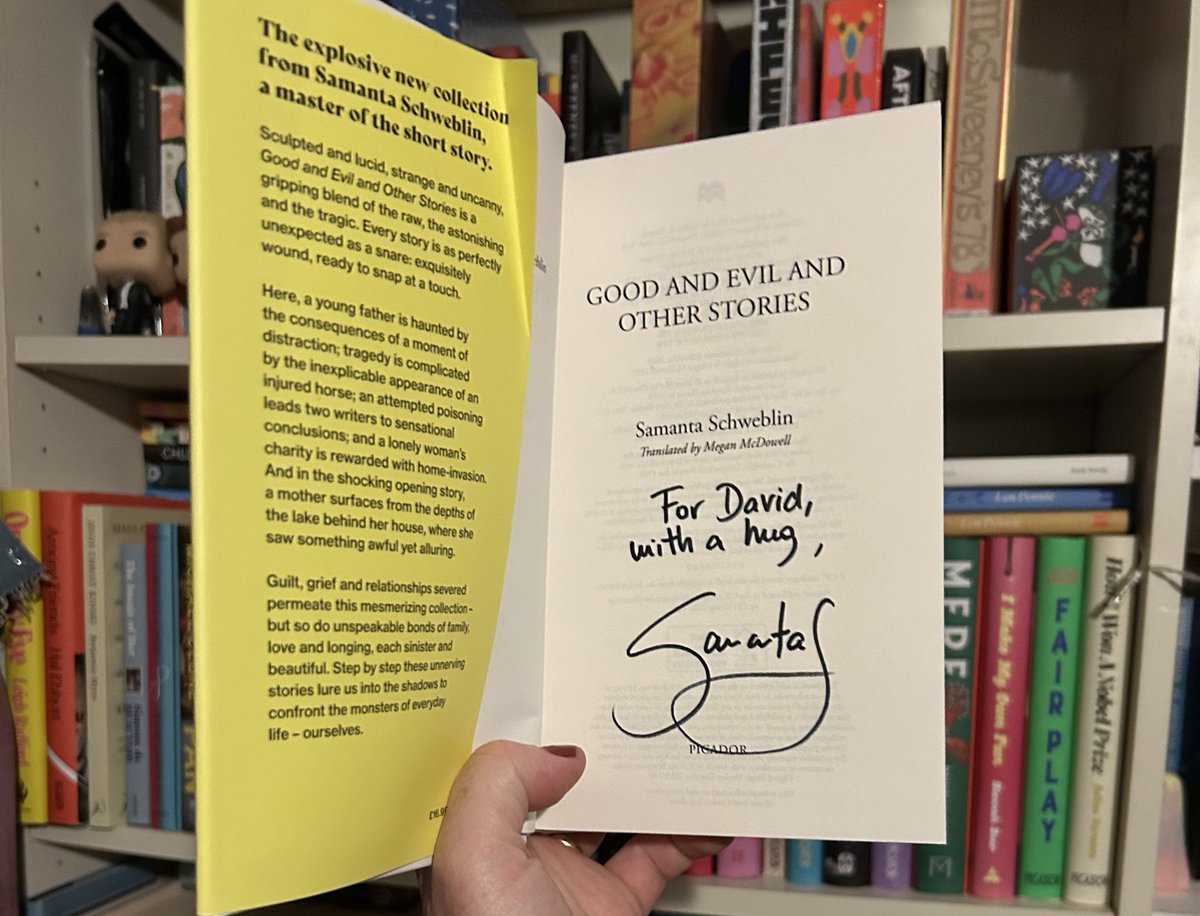 The explosive new collection
from Samanta Schweblin,
a master of the short story.
Sculpted and lucid, strange and uncanny,
Good and Evil and Other Stories is a
gripping blend of the raw, the astonishing
and the tragic. Every story is as perfectly
unexpected as a snare: exquisitely
wound, ready to snap at a touch.
Here, a young father is haunted by
the consequences of a moment of
distraction; tragedy is complicated
by the inexplicable appearance of an
injured horse; an attempted poisoning
leads two writers to sensational
conclusions; and a lonely woman's
charity is rewarded with home-invasion.
And in the shocking opening story,
a mother surfaces from the depths of
the lake behind her house, where she
saw something awful yet alluring.
Guilt, grief and relationships severed
permeate this mesmerizing collection –
but so do unspeakable bonds of family,
love and longing, each sinister and
beautiful. Step by step these unnerving
stories lure us into the shadows to
confront the monsters of everyday
life – ourselves.
GOOD AND EVIL AND
OTHER STORIES
Samanta Schweblin
Translated by Megan McDowell
For David,
with a hug,
Samanta S
PICADOR
McSweeney's 78
AFT
MEDE
I Make My Own Fun
FAIR PLAY
PICADOR
How I Won A Nobel Prize
PICADOR